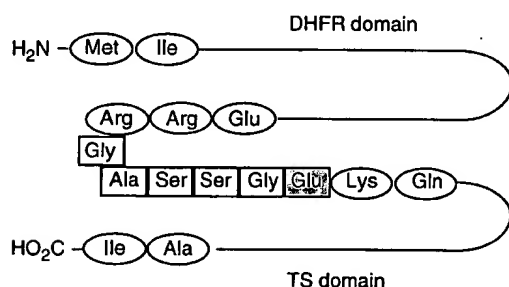 DHFR domain
H₂N Met Ile
Arg Arg Glu
Gly
Ala Ser Ser Gly Glu Lys Gln
HO₂C Ile Ala
TS domain